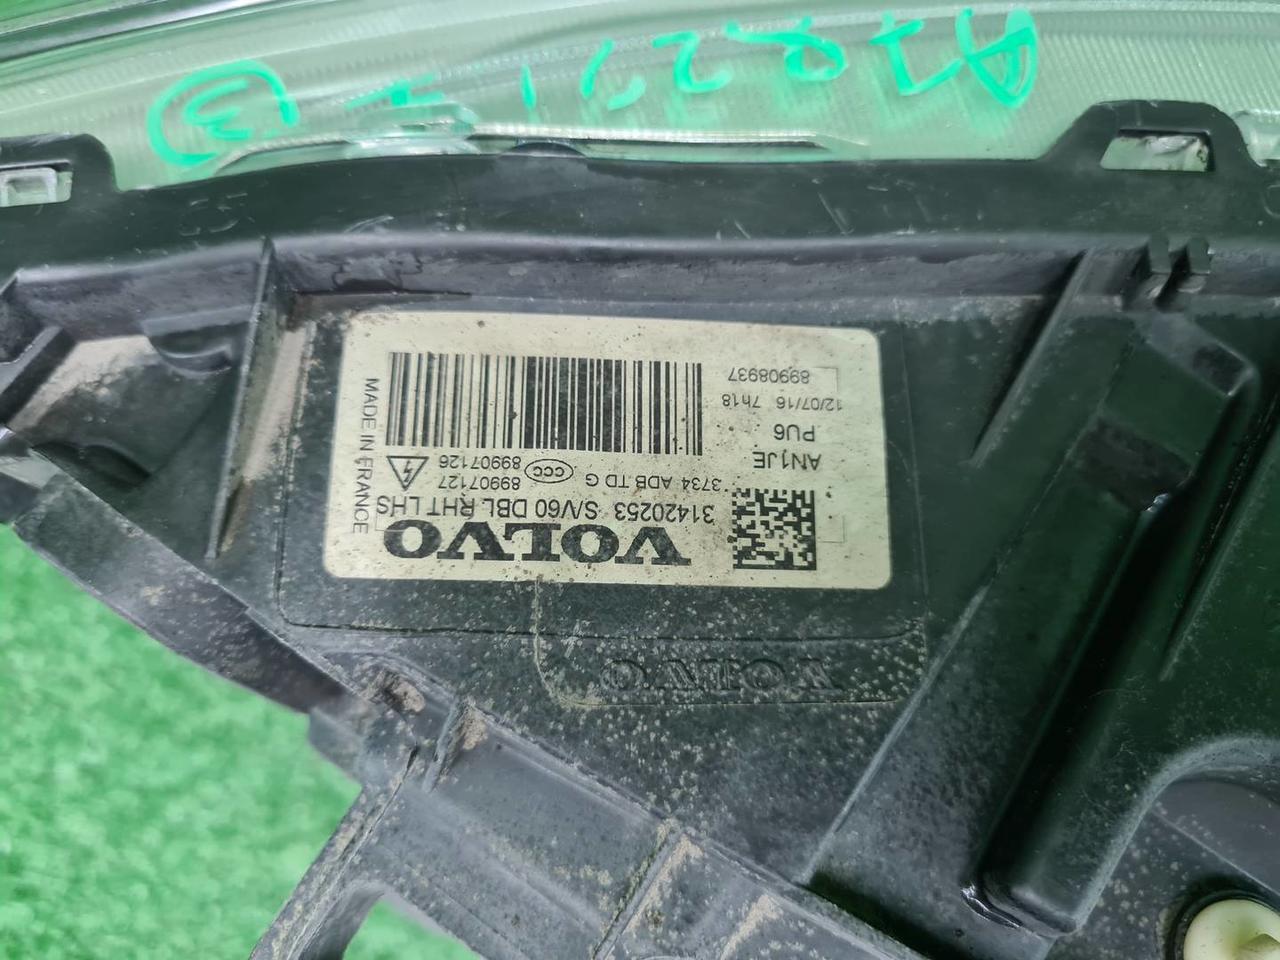 VOLVO
31420253 S/V60 DBL RHT LHS
3734 ADB TD G
89907127 CCC 89907126
AN1JE
PU6
12/07/16 7h18
89908937
MADE IN FRANCE
VOLVO
3